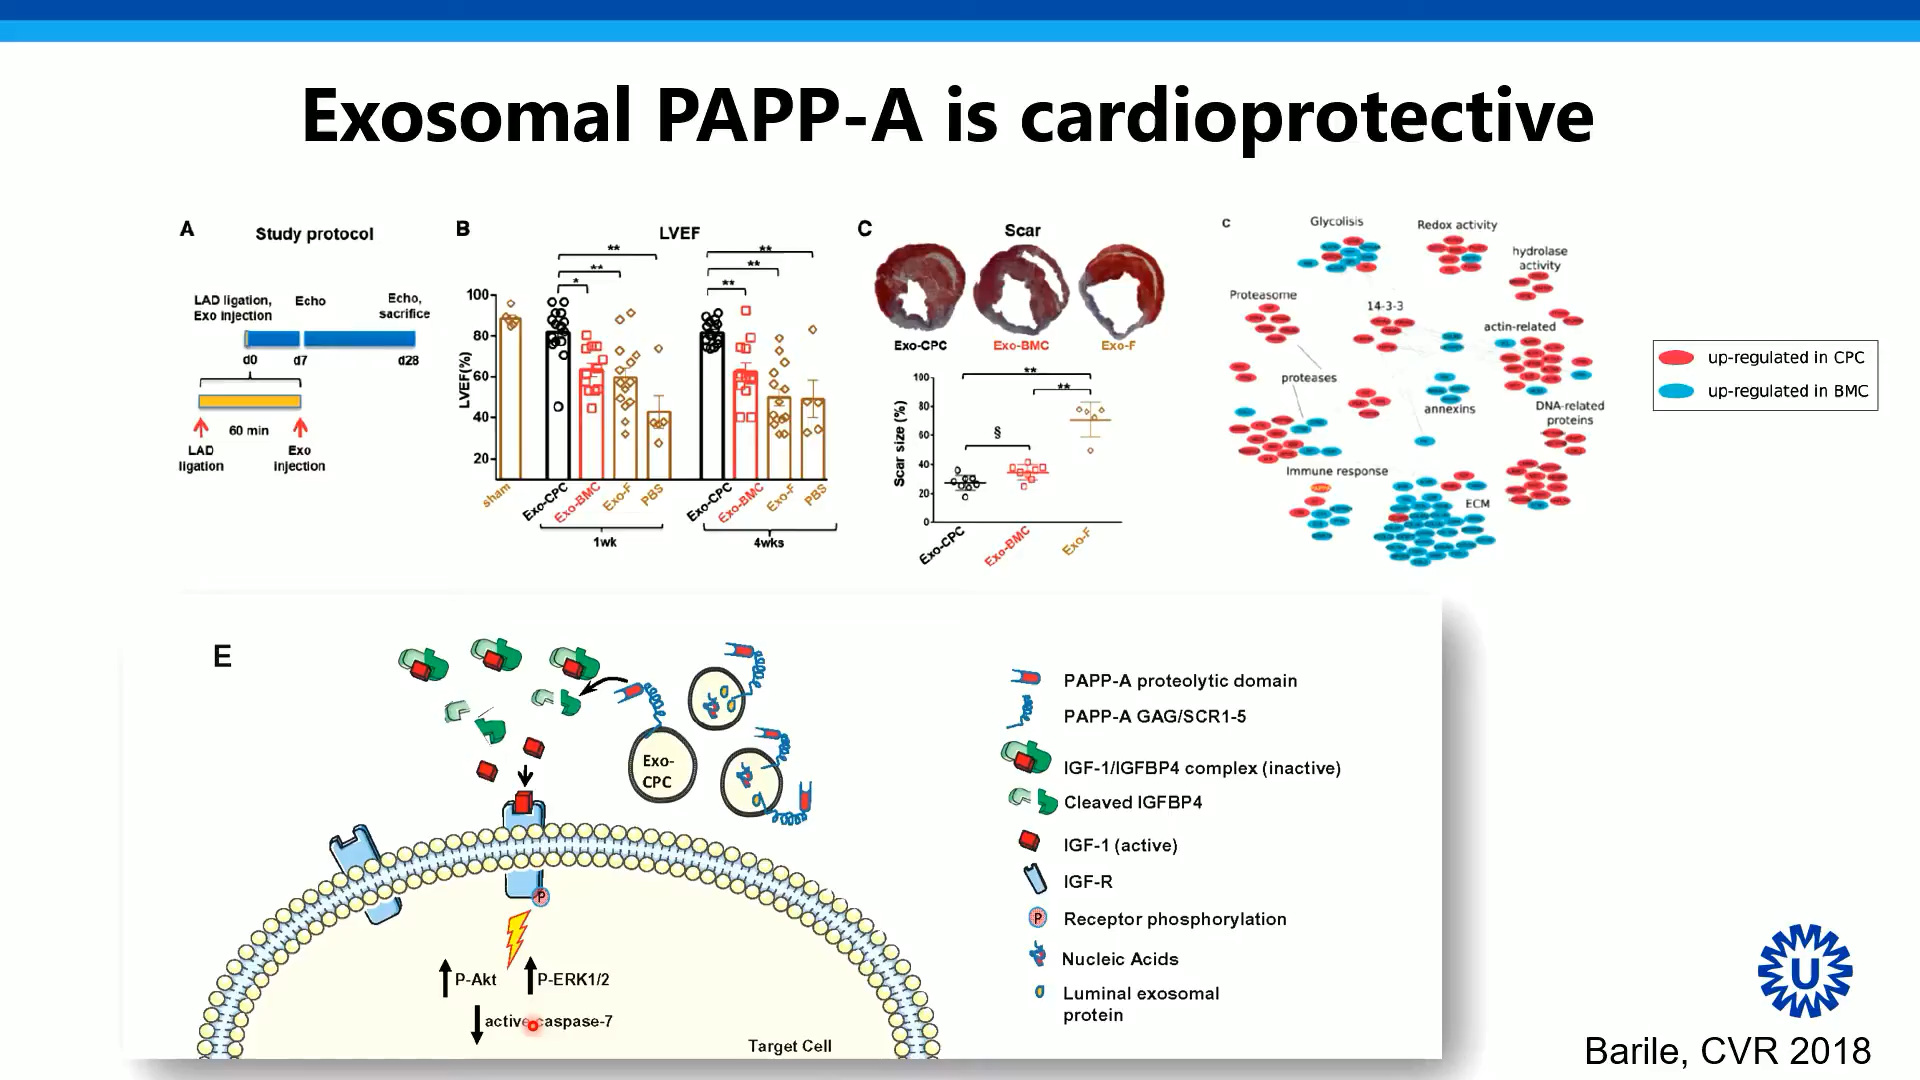 Exosomal PAPP-A is cardioprotective
A
Study protocol
LAD ligation,
Exo injection
Echo
Echo,
sacrifice
d0
d7
d28
60 min
LAD
ligation
Exo
injection
B
LVEF
**
**
*
**
**
**
LVEF(%)
100
80
60
40
20
sham
Exo-CPC
Exo-BMC
Exo-F
PBS
Exo-CPC
Exo-BMC
Exo-F
PBS
1wk
4wks
C
Scar
Exo-CPC
Exo-BMC
Exo-F
**
**
§
Scar size (%)
100
80
60
40
20
0
Exo-CPC
Exo-BMC
Exo-F
c
Glycolisis
Redox activity
hydrolase
activity
Proteasome
14-3-3
actin-related
proteases
annexins
DNA-related
proteins
Immune response
ECM
up-regulated in CPC
up-regulated in BMC
E
Exo-
CPC
P
P-Akt
P-ERK1/2
active caspase-7
Target Cell
PAPP-A proteolytic domain
PAPP-A GAG/SCR1-5
IGF-1/IGFBP4 complex (inactive)
Cleaved IGFBP4
IGF-1 (active)
IGF-R
P
Receptor phosphorylation
Nucleic Acids
Luminal exosomal
protein
U
Barile, CVR 2018